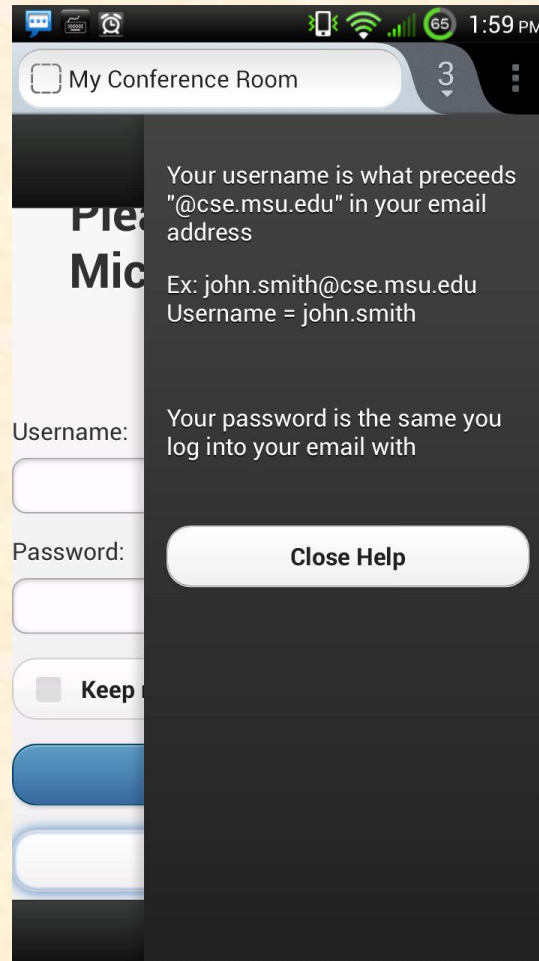 65 1:59 PM
My Conference Room
3
Your username is what preceeds
"@cse.msu.edu" in your email
address
Ex: john.smith@cse.msu.edu
Username = john.smith
Your password is the same you
log into your email with
Close Help
Mic
Username:
Password:
Keep